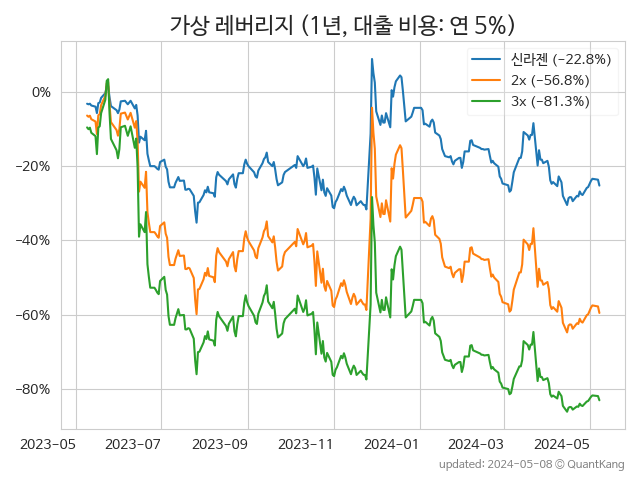 가상 레버리지 (1년, 대출 비용: 연 5%)
신라젠 (−22.8%)
2x (−56.8%)
3x (−81.3%)
0%
−20%
−40%
−60%
−80%
2023-05 2023-07 2023-09 2023-11 2024-01 2024-03 2024-05
updated: 2024-05-08 © QuantKang